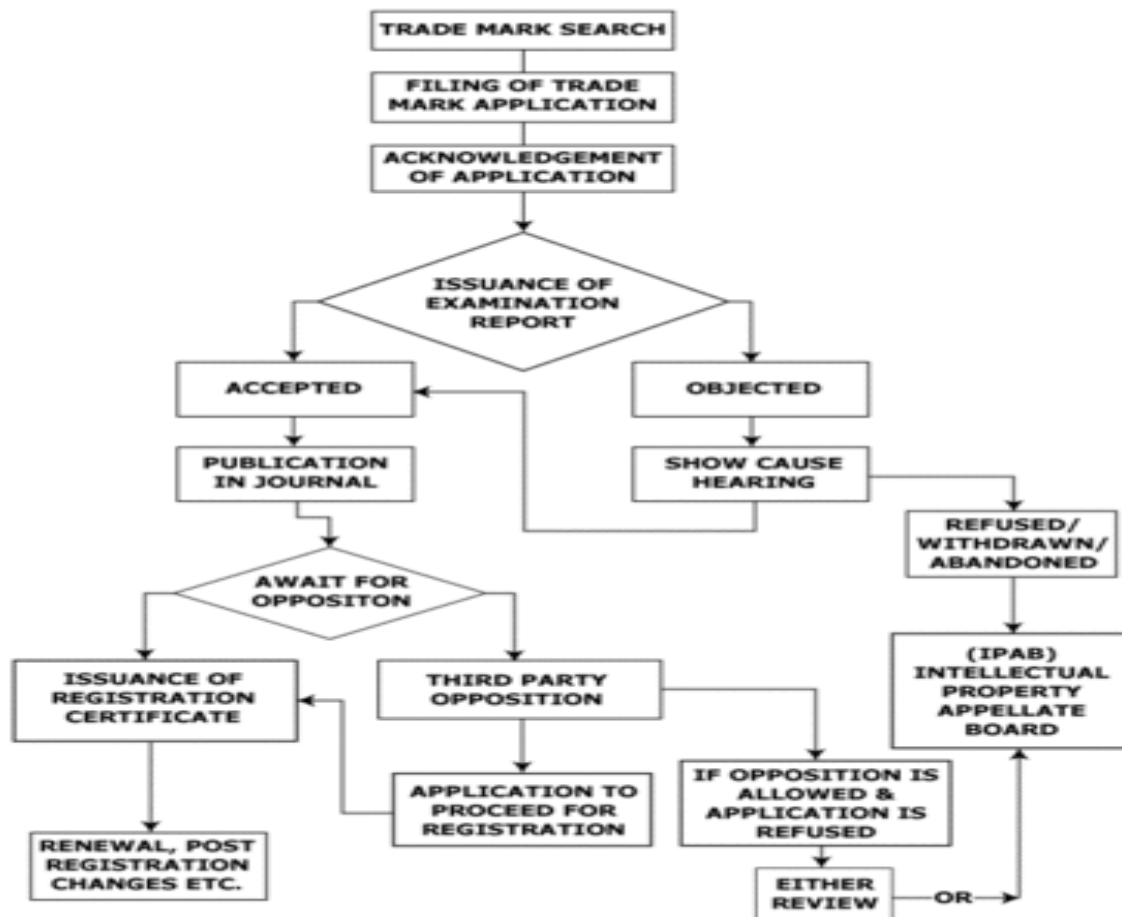 TRADE MARK SEARCH
FILING OF TRADE
MARK APPLICATION
ACKNOWLEDGEMENT
OF APPLICATION
ISSUANCE OF
EXAMINATION
REPORT
ACCEPTED
OBJECTED
PUBLICATION
IN JOURNAL
SHOW CAUSE
HEARING
REFUSED/
WITHDRAWN/
ABANDONED
AWAIT FOR
OPPOSITON
ISSUANCE OF
REGISTRATION
CERTIFICATE
THIRD PARTY
OPPOSITION
(IPAB)
INTELLECTUAL
PROPERTY
APPELLATE
BOARD
APPLICATION TO
PROCEED FOR
REGISTRATION
IF OPPOSITION IS
ALLOWED &
APPLICATION IS
REFUSED
RENEWAL, POST
REGISTRATION
CHANGES ETC.
EITHER
REVIEW
OR